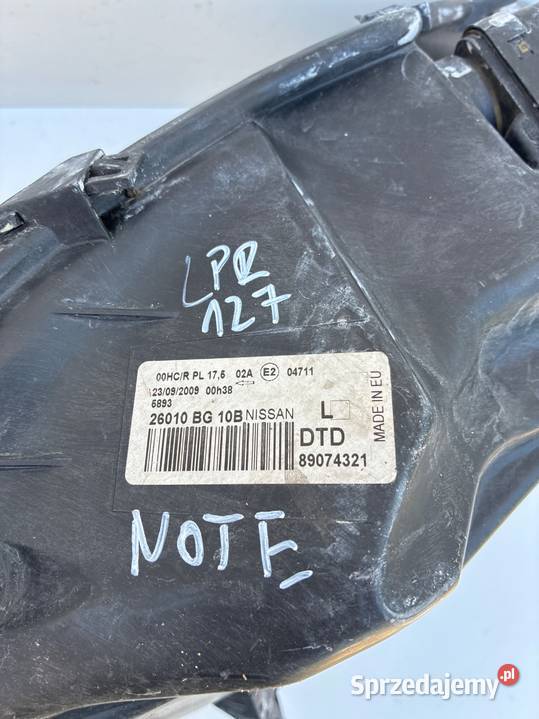 LPR
127
00HC/R PL 17,5 02A E2 04711
23/09/2009 00h38
6893
26010 BG 10B NISSAN
L
DTD
89074321
MADE IN EU
NOTE
Sprzedajemy.pl